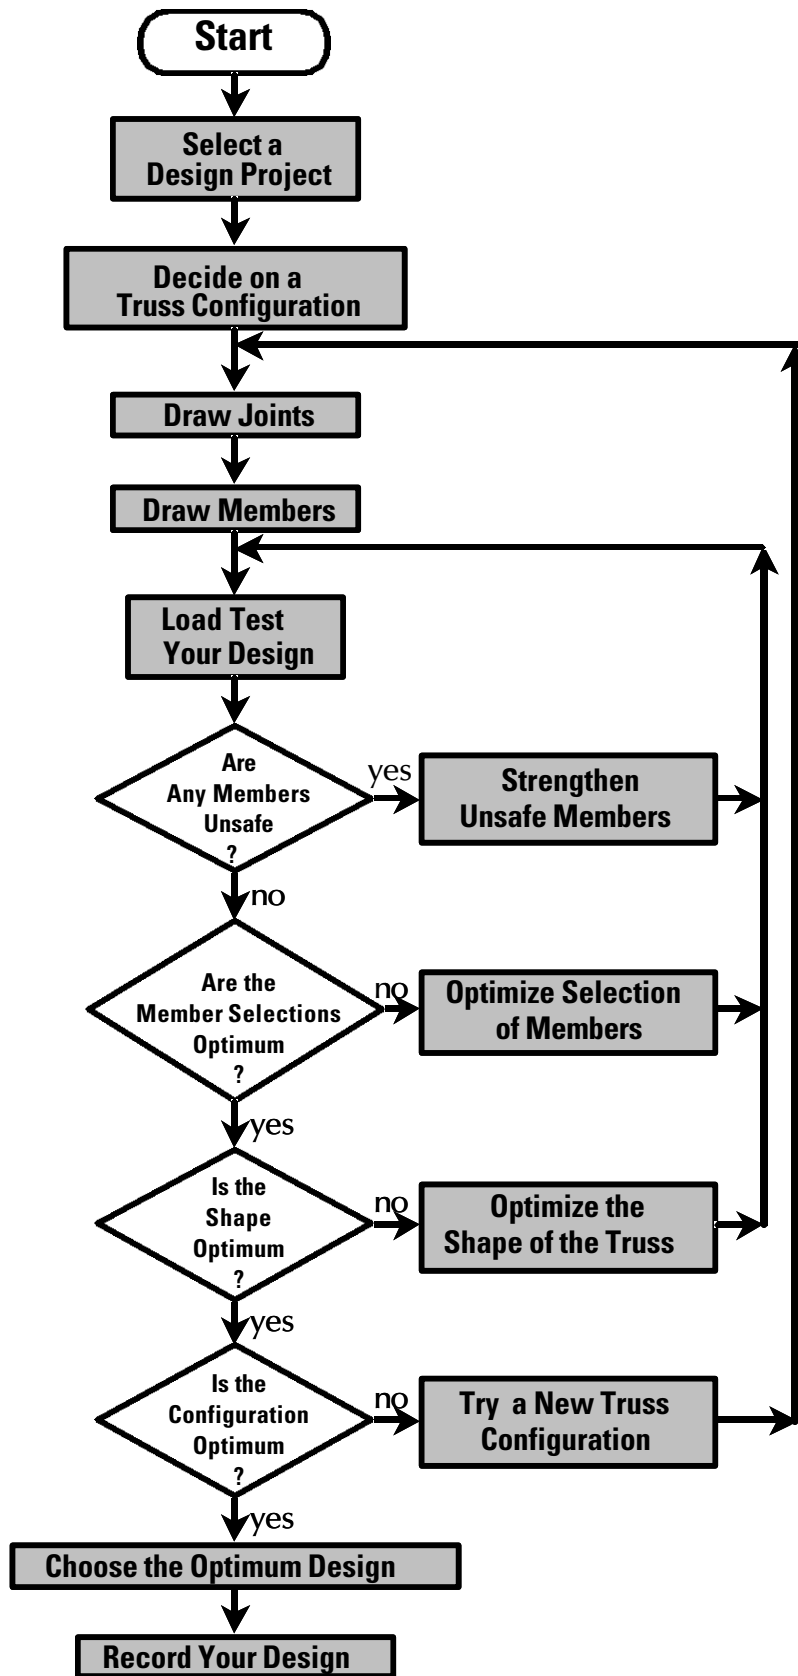 Start
Select a
Design Project
Decide on a
Truss Configuration
Draw Joints
Draw Members
Load Test
Your Design
Are
Any Members
Unsafe
?
yes
Strengthen
Unsafe Members
no
Are the
Member Selections
Optimum
?
no
Optimize Selection
of Members
yes
Is the
Shape
Optimum
?
no
Optimize the
Shape of the Truss
yes
Is the
Configuration
Optimum
?
no
Try a New Truss
Configuration
yes
Choose the Optimum Design
Record Your Design